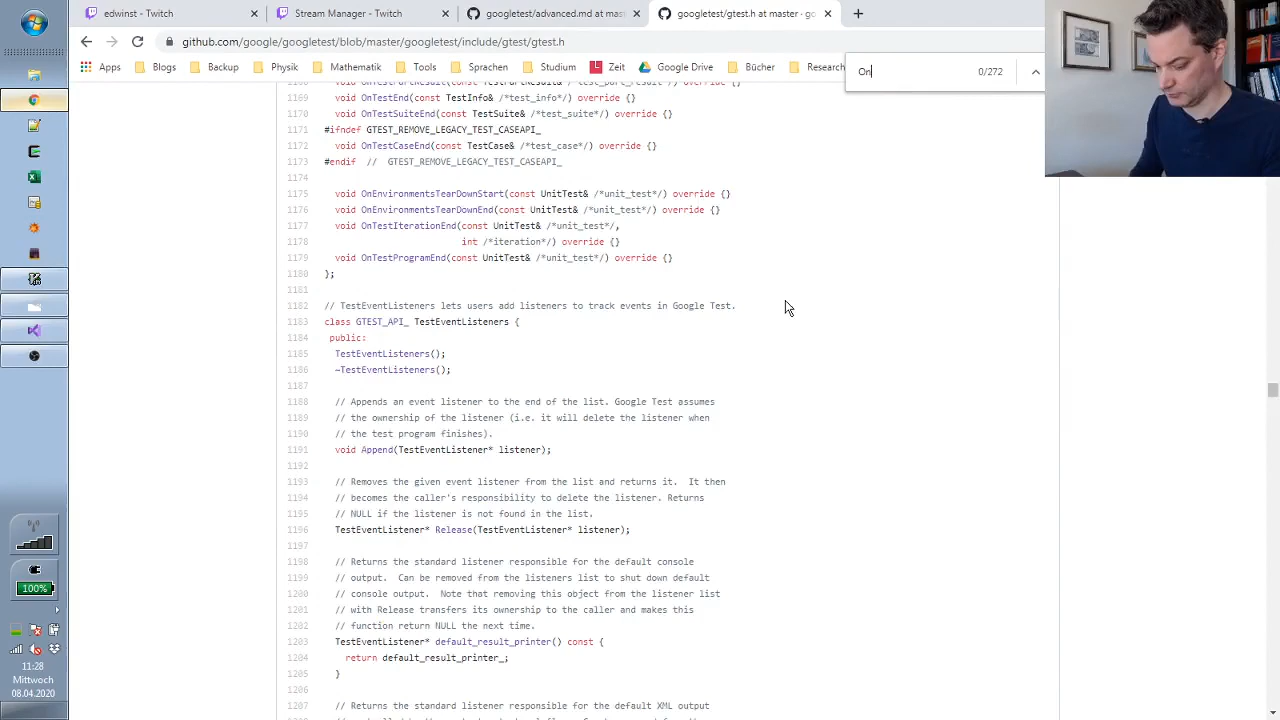 edwinst - Twitch
Stream Manager - Twitch
googletest/advanced.md at mast
googletest/gtest.h at master · go
github.com/google/googletest/blob/master/googletest/include/gtest/gtest.h
Apps
Blogs
Backup
Physik
Mathematik
Tools
Sprachen
Studium
Zeit
Google Drive
Bücher
Research
On
0/272
1169 void OnTestEnd(const TestInfo& /*test_info*/) override {}
1170 void OnTestSuiteEnd(const TestSuite& /*test_suite*/) override {}
1171 #ifndef GTEST_REMOVE_LEGACY_TEST_CASEAPI_
1172 void OnTestCaseEnd(const TestCase& /*test_case*/) override {}
1173 #endif // GTEST_REMOVE_LEGACY_TEST_CASEAPI_
1174
1175 void OnEnvironmentsTearDownStart(const UnitTest& /*unit_test*/) override {}
1176 void OnEnvironmentsTearDownEnd(const UnitTest& /*unit_test*/) override {}
1177 void OnTestIterationEnd(const UnitTest& /*unit_test*/,
1178 int /*iteration*/) override {}
1179 void OnTestProgramEnd(const UnitTest& /*unit_test*/) override {}
1180 };
1181
1182 // TestEventListeners lets users add listeners to track events in Google Test.
1183 class GTEST_API_ TestEventListeners {
1184 public:
1185 TestEventListeners();
1186 ~TestEventListeners();
1187
1188 // Appends an event listener to the end of the list. Google Test assumes
1189 // the ownership of the listener (i.e. it will delete the listener when
1190 // the test program finishes).
1191 void Append(TestEventListener* listener);
1192
1193 // Removes the given event listener from the list and returns it. It then
1194 // becomes the caller's responsibility to delete the listener. Returns
1195 // NULL if the listener is not found in the list.
1196 TestEventListener* Release(TestEventListener* listener);
1197
1198 // Returns the standard listener responsible for the default console
1199 // output. Can be removed from the listeners list to shut down default
1200 // console output. Note that removing this object from the listener list
1201 // with Release transfers its ownership to the caller and makes this
1202 // function return NULL the next time.
1203 TestEventListener* default_result_printer() const {
1204 return default_result_printer_;
1205 }
1206
1207 // Returns the standard listener responsible for the default XML output
100%
11:28
Mittwoch
08.04.2020